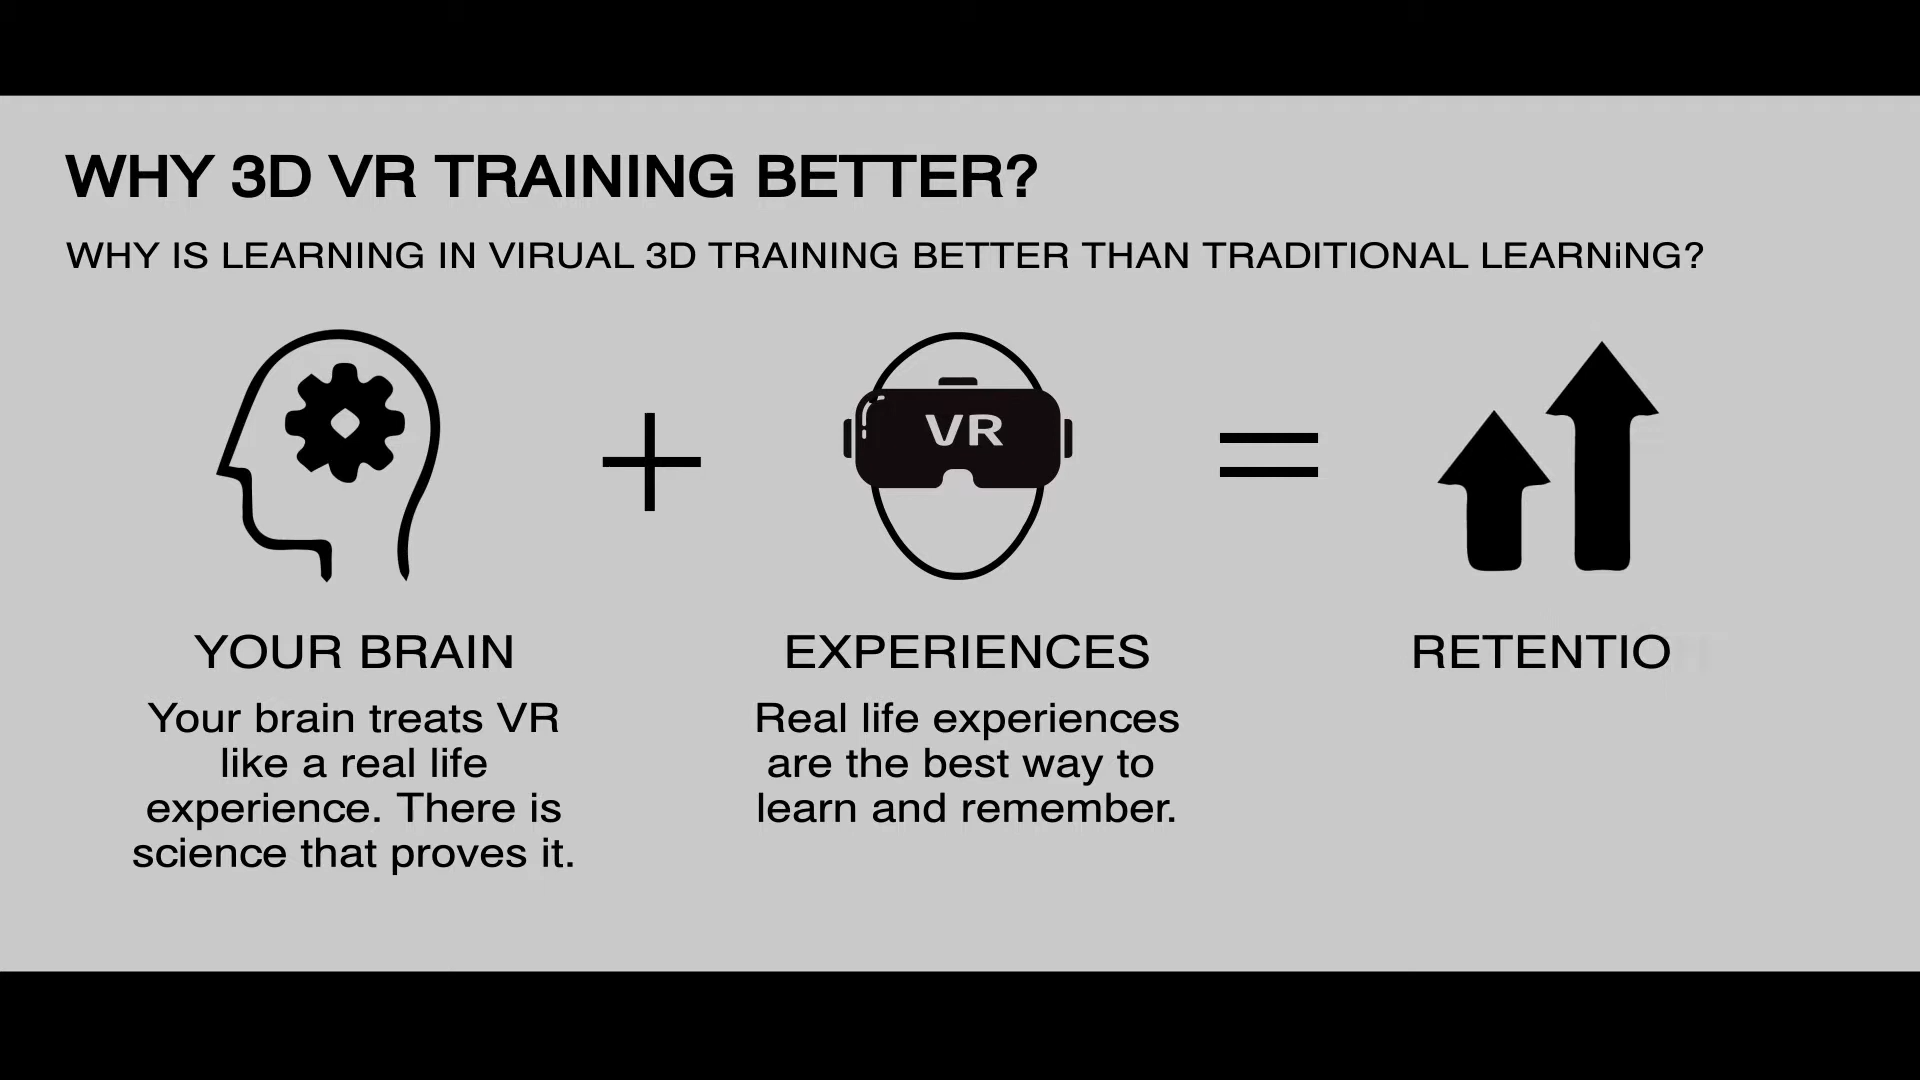 WHY 3D VR TRAINING BETTER?
WHY IS LEARNING IN VIRUAL 3D TRAINING BETTER THAN TRADITIONAL LEARNiNG?
VR
YOUR BRAIN
Your brain treats VR
like a real life
experience. There is
science that proves it.
EXPERIENCES
Real life experiences
are the best way to
learn and remember.
RETENTIO